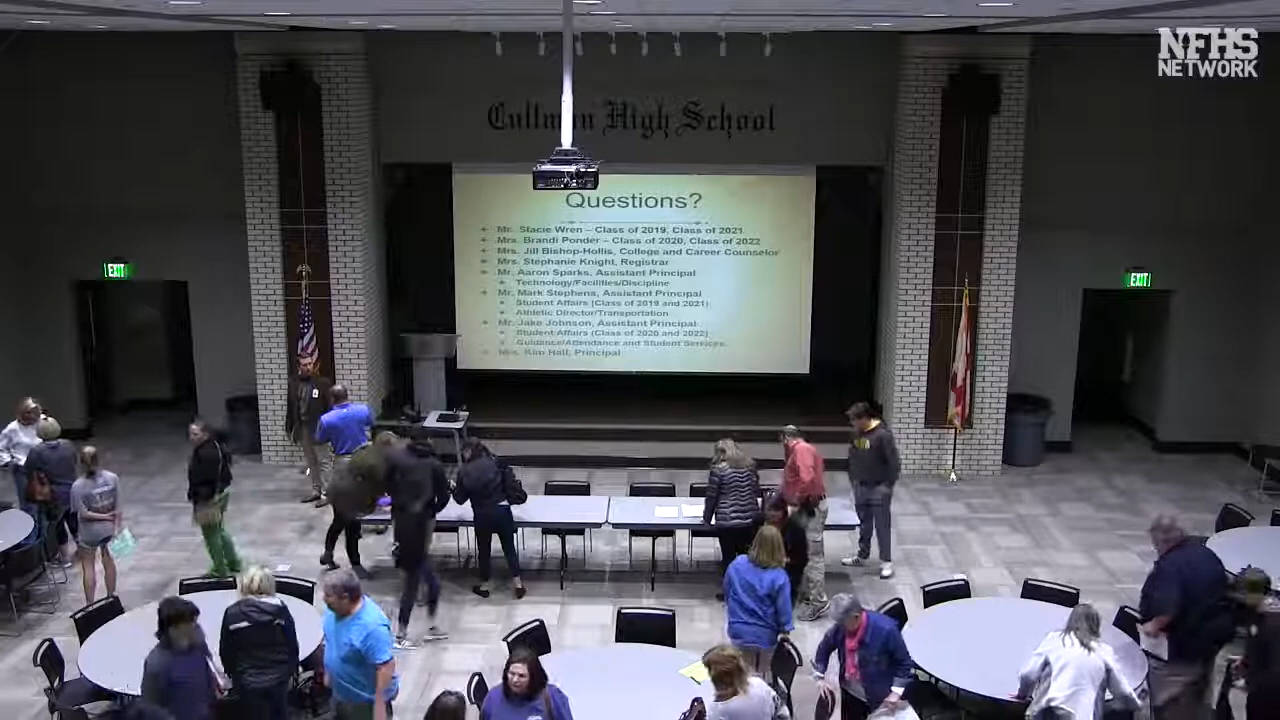 NFHS
NETWORK
Cullman High School
Questions?
Mr. Stacie Wren – Class of 2019, Class of 2021
Mrs. Brandi Ponder – Class of 2020, Class of 2022
Mrs. Jill Bishop-Hollis, College and Career Counselor
Mrs. Stephanie Knight, Registrar
Mr. Aaron Sparks, Assistant Principal
Technology/Facilities/Discipline
Mr. Mark Stephens, Assistant Principal
Student Affairs (Class of 2019 and 2021)
Athletic Director/Transportation
Mr. Jake Johnson, Assistant Principal
Student Affairs (Class of 2020 and 2022)
Guidance/Attendance and Student Services
Mrs. Kim Hall, Principal
EXIT
EXIT